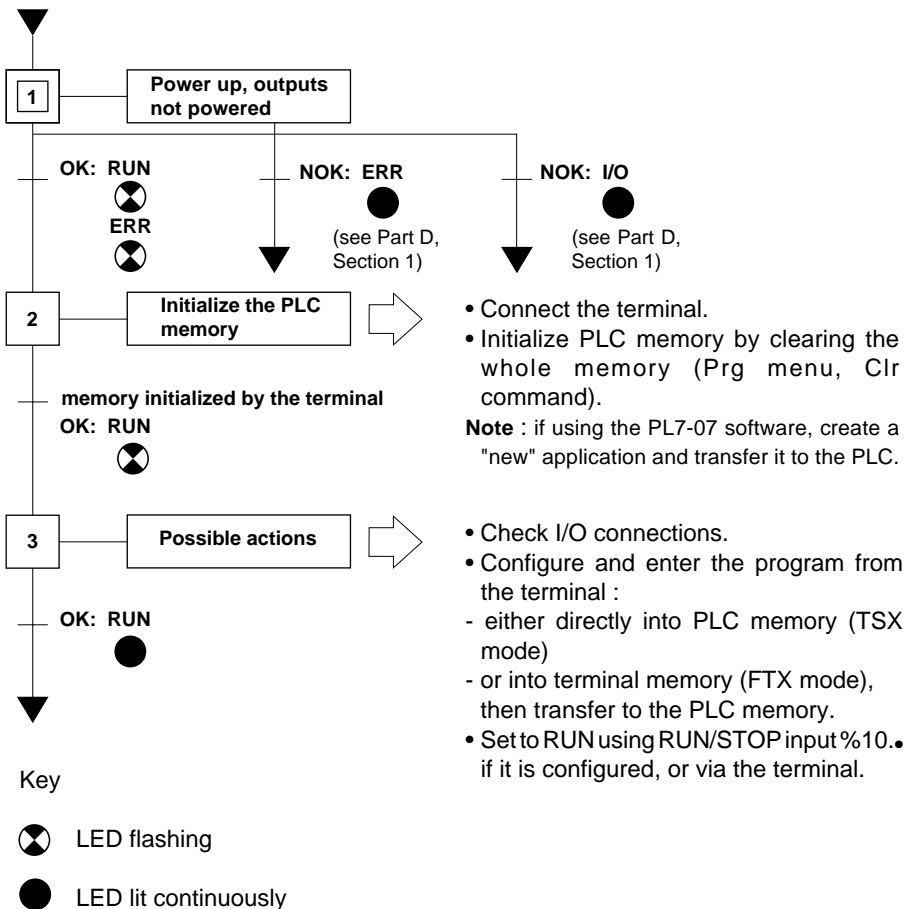 1
Power up, outputs
not powered
OK: RUN
ERR
NOK: ERR
(see Part D,
Section 1)
NOK: I/O
(see Part D,
Section 1)
2
Initialize the PLC
memory
• Connect the terminal.
• Initialize PLC memory by clearing the
whole memory (Prg menu, Clr
command).
Note : if using the PL7-07 software, create a
"new" application and transfer it to the PLC.
memory initialized by the terminal
OK: RUN
3
Possible actions
• Check I/O connections.
• Configure and enter the program from
the terminal :
- either directly into PLC memory (TSX
mode)
- or into terminal memory (FTX mode),
then transfer to the PLC memory.
• Set to RUN using RUN/STOP input %10.•
if it is configured, or via the terminal.
OK: RUN
Key
LED flashing
LED lit continuously